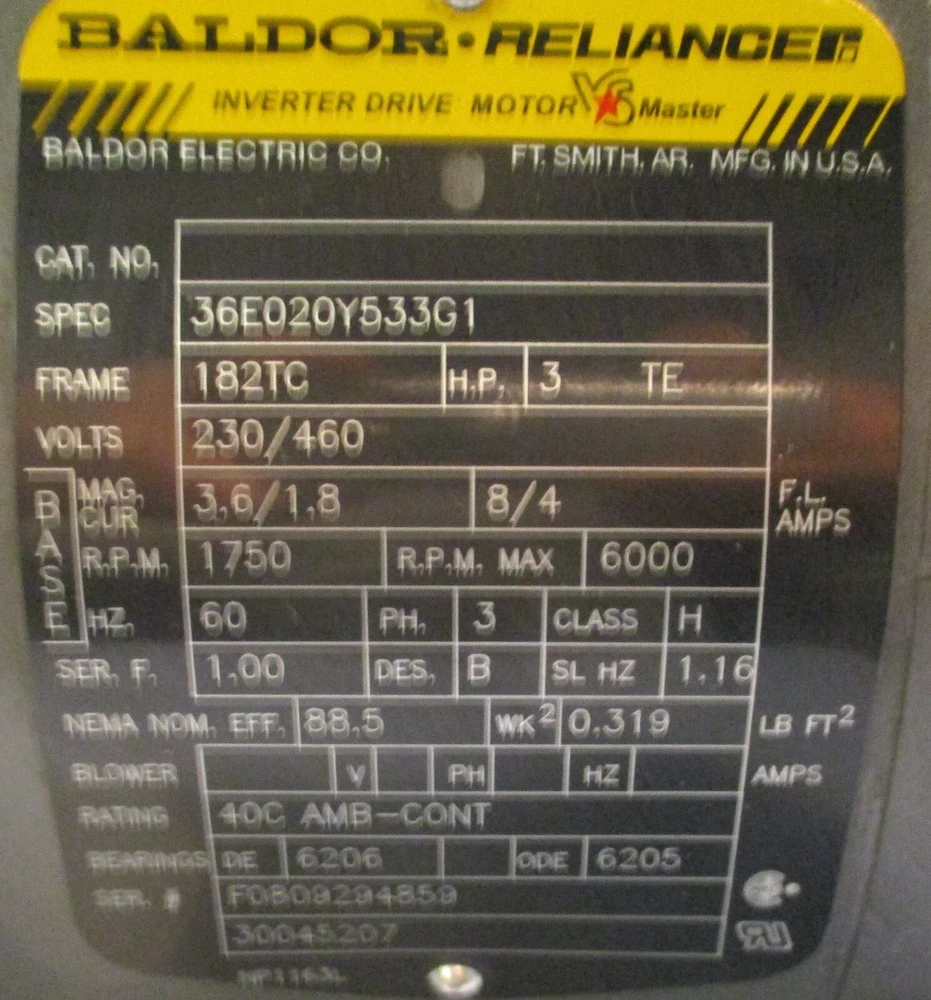 BALDOR • RELIANCER
INVERTER DRIVE MOTOR VS Master
BALDOR ELECTRIC CO. FT. SMITH, AR. MFG. IN U.S.A.
CAT. NO.
SPEC 36E020Y533G1
FRAME 182TC H.P. 3 TE
VOLTS 230/460
BASE
MAG. CUR 3.6/1.8 8/4 F.L. AMPS
R.P.M. 1750 R.P.M. MAX 6000
HZ. 60 PH. 3 CLASS H
SER. F. 1.00 DES. B SL HZ 1.16
NEMA NOM. EFF. 88.5 WK2 0.319 LB FT2
BLOWER V PH HZ AMPS
RATING 40C AMB-CONT
BEARINGS DE 6206 ODE 6205
SER. # F0809294859
30045207
NP1163L